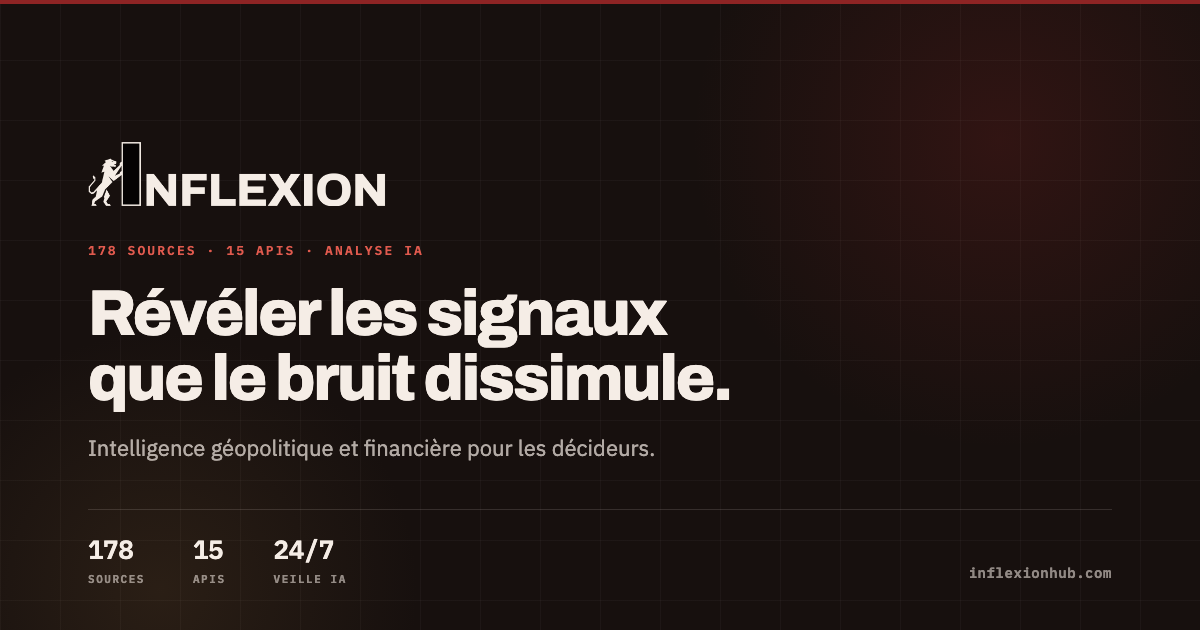 INFLEXION
178 SOURCES · 15 APIS · ANALYSE IA
Révéler les signaux
que le bruit dissimule.
Intelligence géopolitique et financière pour les décideurs.
178 15 24/7
SOURCES APIS VEILLE IA
inflexionhub.com